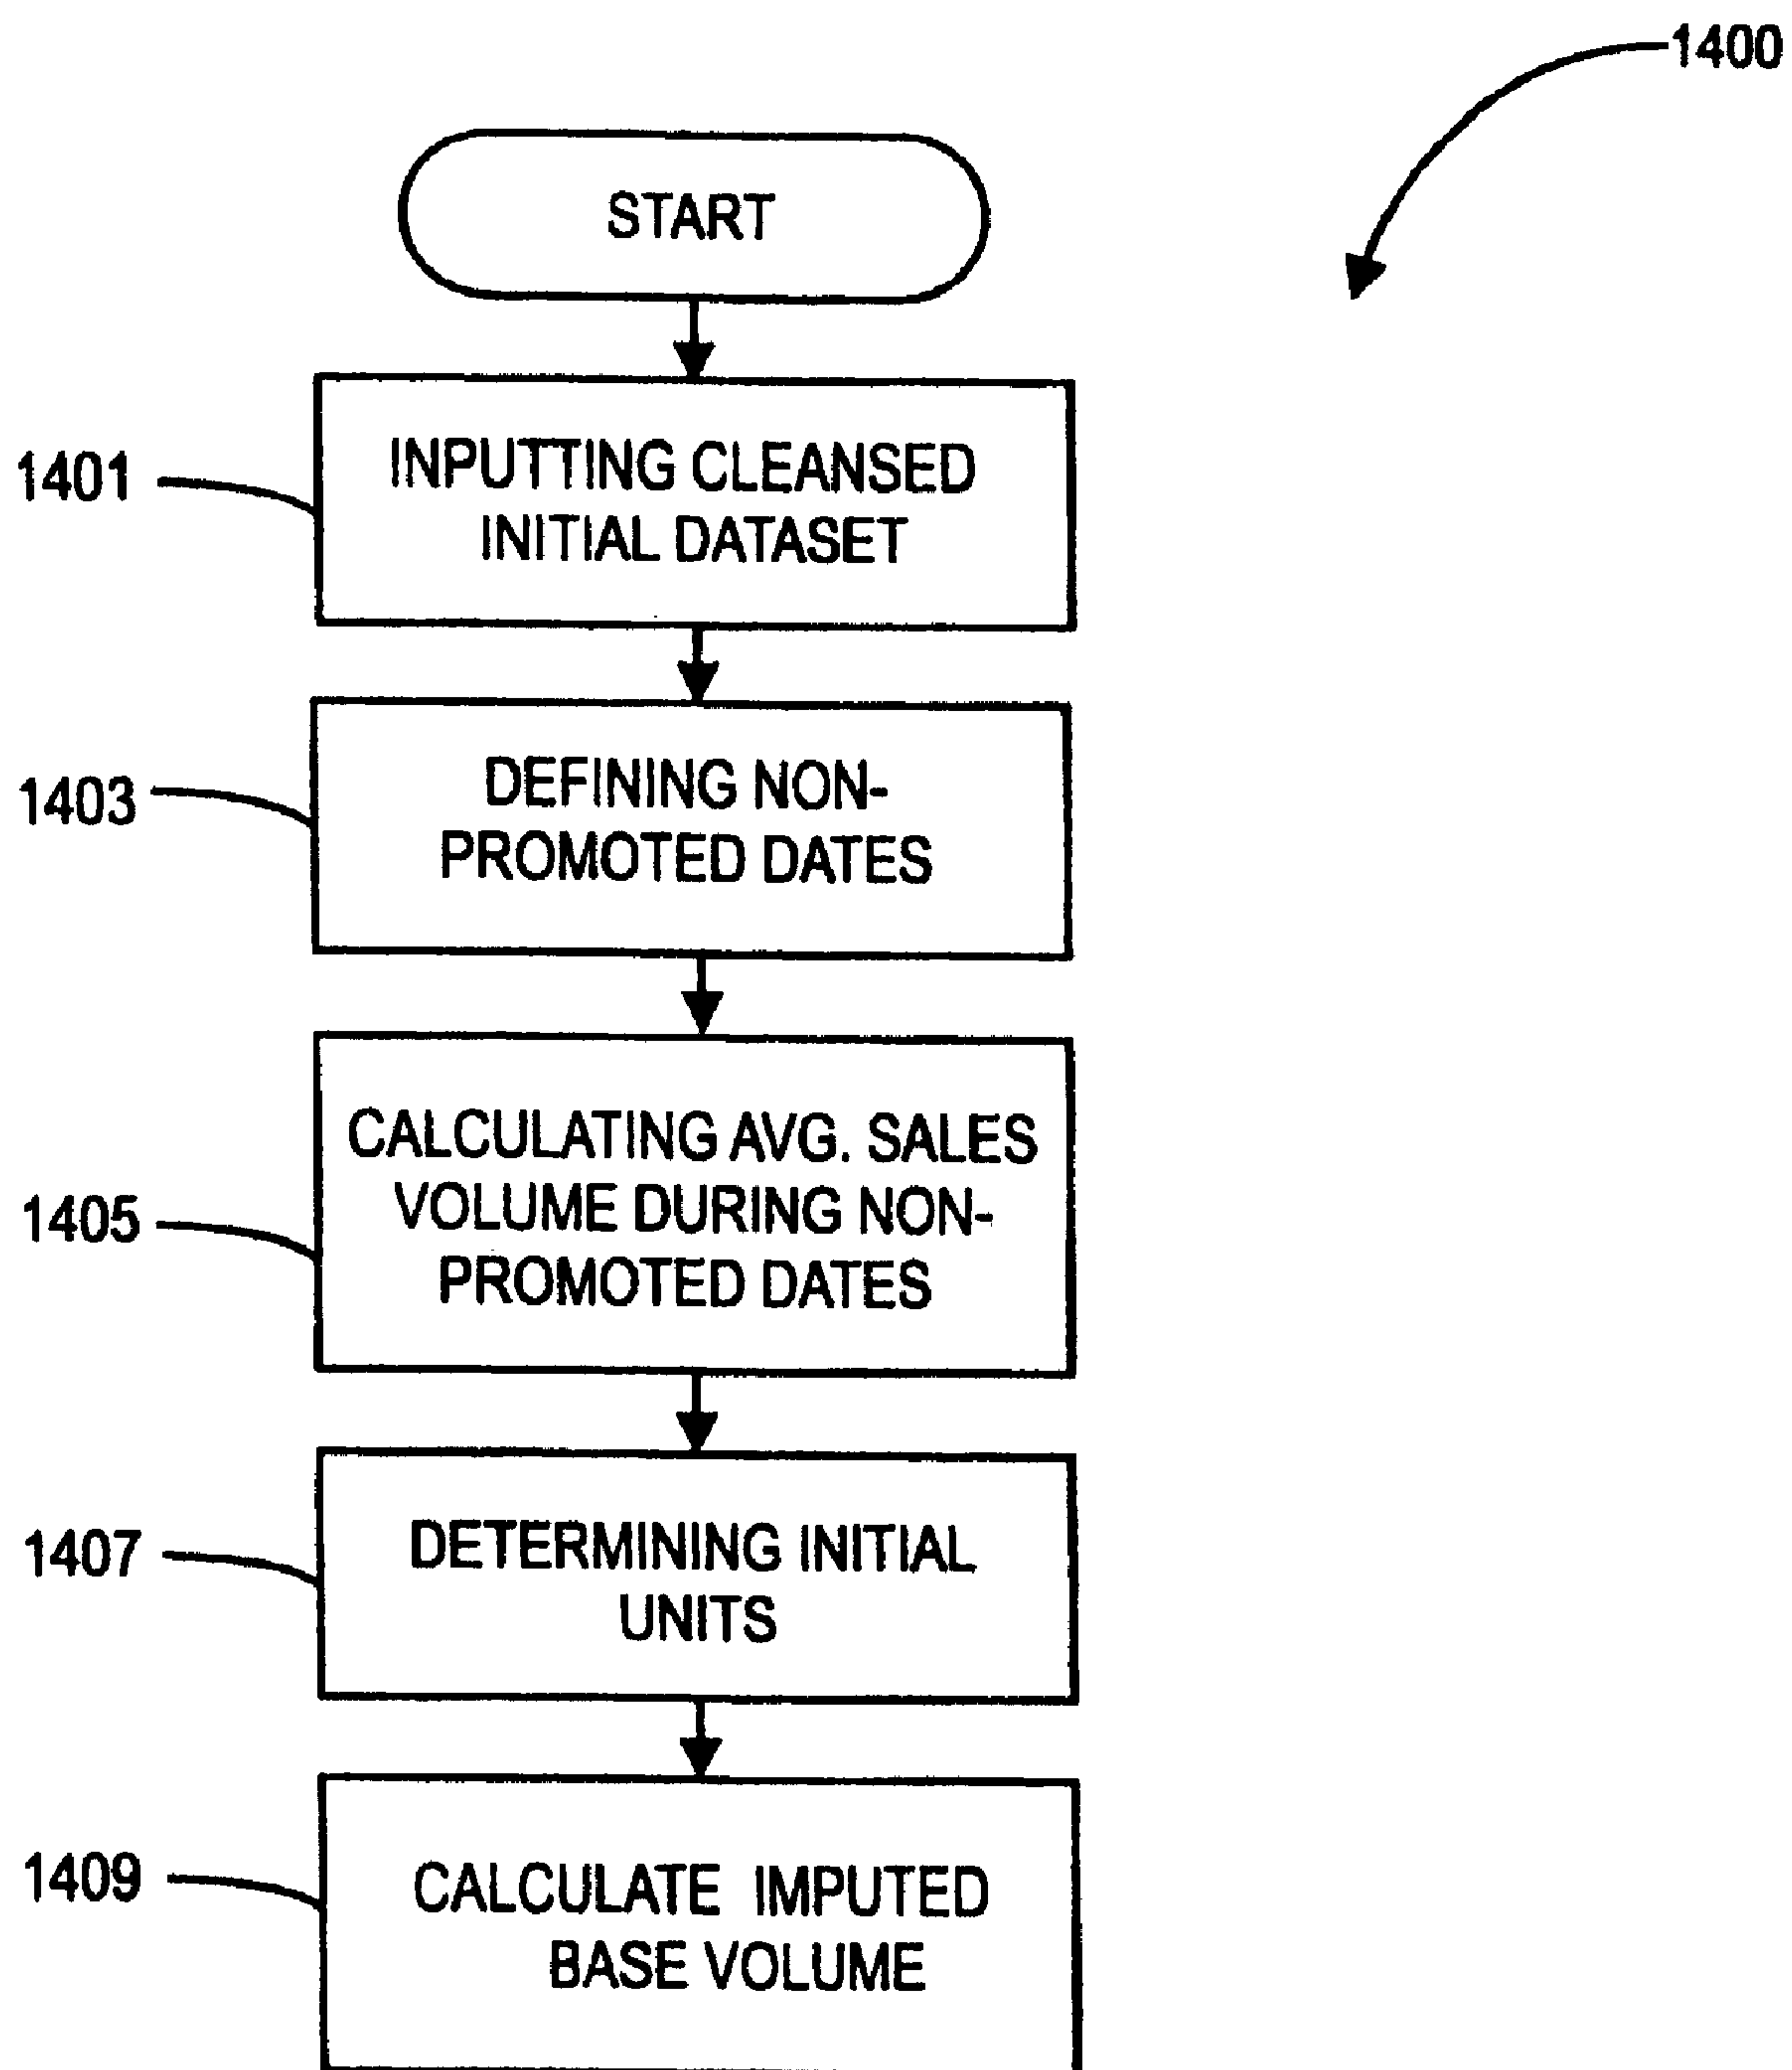 1400
START
1401
INPUTTING CLEANSED
INITIAL DATASET
1403
DEFINING NON-
PROMOTED DATES
1405
CALCULATING AVG. SALES
VOLUME DURING NON-
PROMOTED DATES
1407
DETERMINING INITIAL
UNITS
1409
CALCULATE IMPUTED
BASE VOLUME